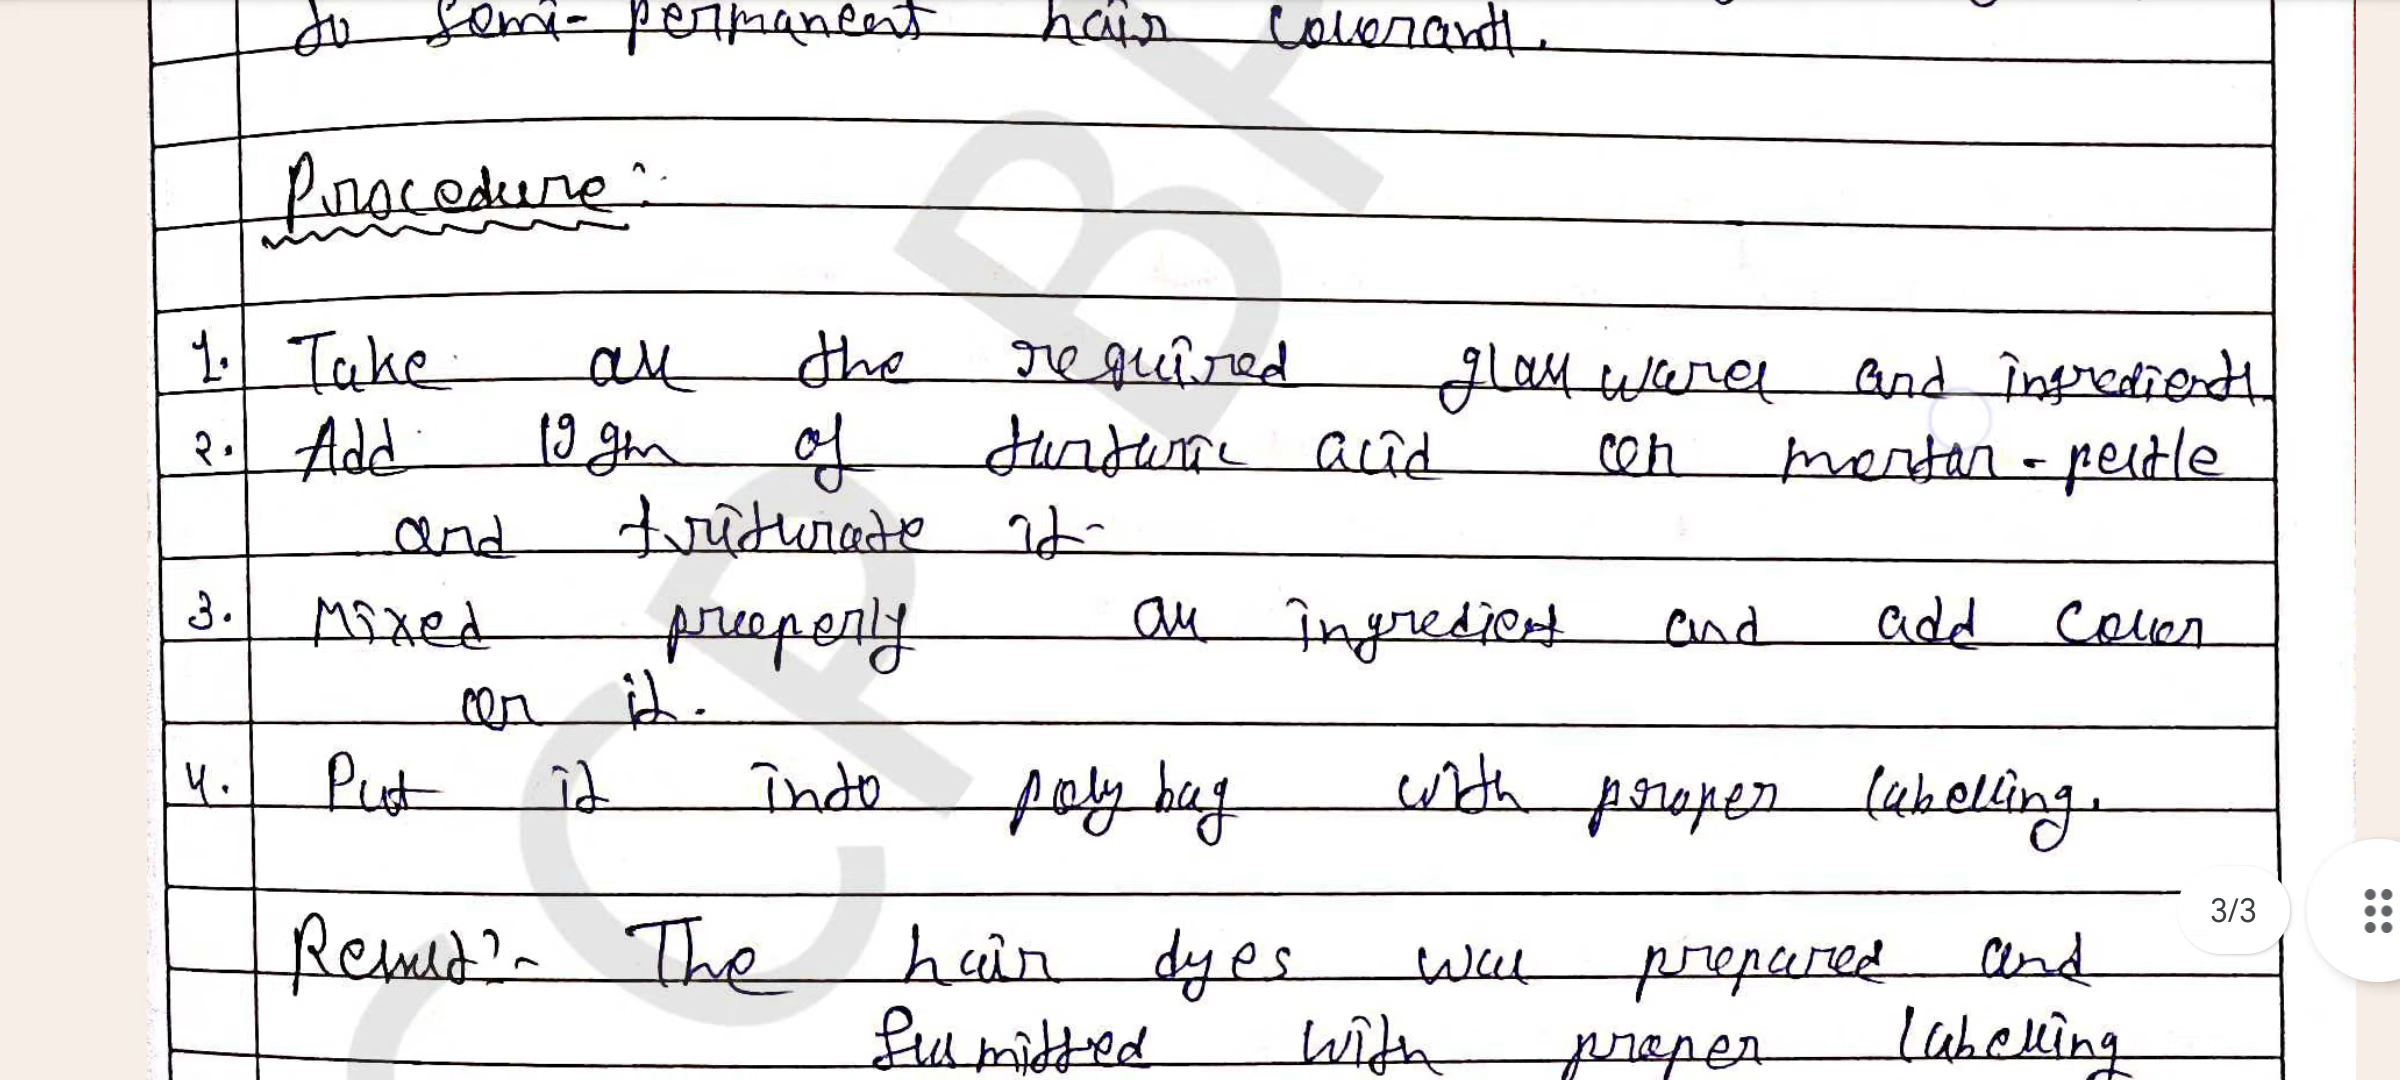 to semi-permanent hair colorant.
Procedure :
1. Take all the required glass wares and ingredients
2. Add 19 gm of tartaric acid on mortar - pestle
and triturate it-
3. Mixed properly all ingredient and add color
on it.
4. Put it into poly bag with proper labelling.
3/3
Result :- The hair dyes was prepared and
submitted with proper labelling